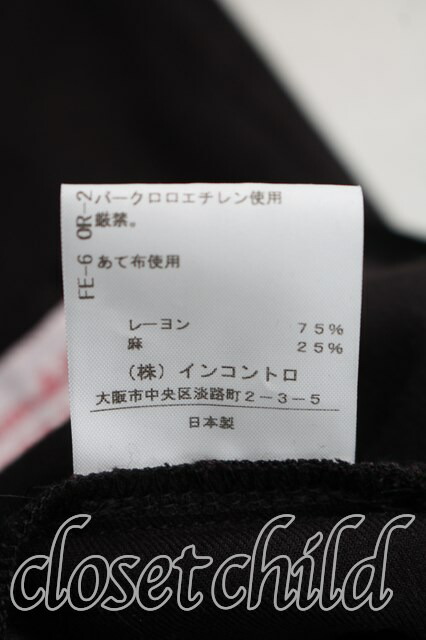 パークロロエチレン使用
厳禁。
あて布使用
FE-6 OR-2
レーヨン 75%
麻 25%
(株)インコントロ
大阪市中央区淡路町2-3-5
日本製
closet child